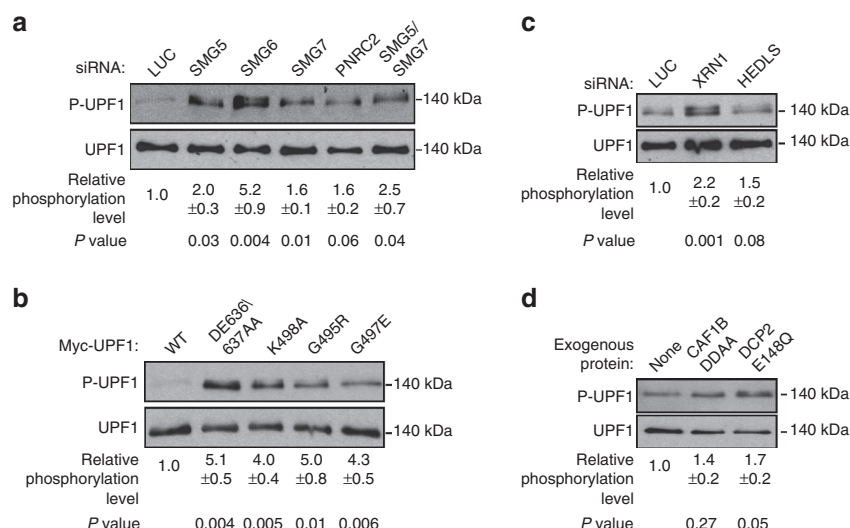 a
siRNA: LUC SMG5 SMG6 SMG7 PNRC2 SMG5/
SMG7
P-UPF1 -140 kDa
UPF1 -140 kDa
Relative
phosphorylation
level
1.0 2.0 5.2 1.6 1.6 2.5
±0.3 ±0.9 ±0.1 ±0.2 ±0.7
P value 0.03 0.004 0.01 0.06 0.04
b
Myc-UPF1: WT DE636\
637AA K498A G495R G497E
P-UPF1 -140 kDa
UPF1 -140 kDa
Relative
phosphorylation
level
1.0 5.1 4.0 5.0 4.3
±0.5 ±0.4 ±0.8 ±0.5
P value 0.004 0.005 0.01 0.006
c
siRNA: LUC XRN1 HEDLS
P-UPF1 - 140 kDa
UPF1 - 140 kDa
Relative
phosphorylation
level
1.0 2.2 1.5
±0.2 ±0.2
P value 0.001 0.08
d
Exogenous
protein:
None CAF1B
DDAA DCP2
E148Q
P-UPF1 - 140 kDa
UPF1 - 140 kDa
Relative
phosphorylation
level
1.0 1.4 1.7
±0.2 ±0.2
P value 0.27 0.05